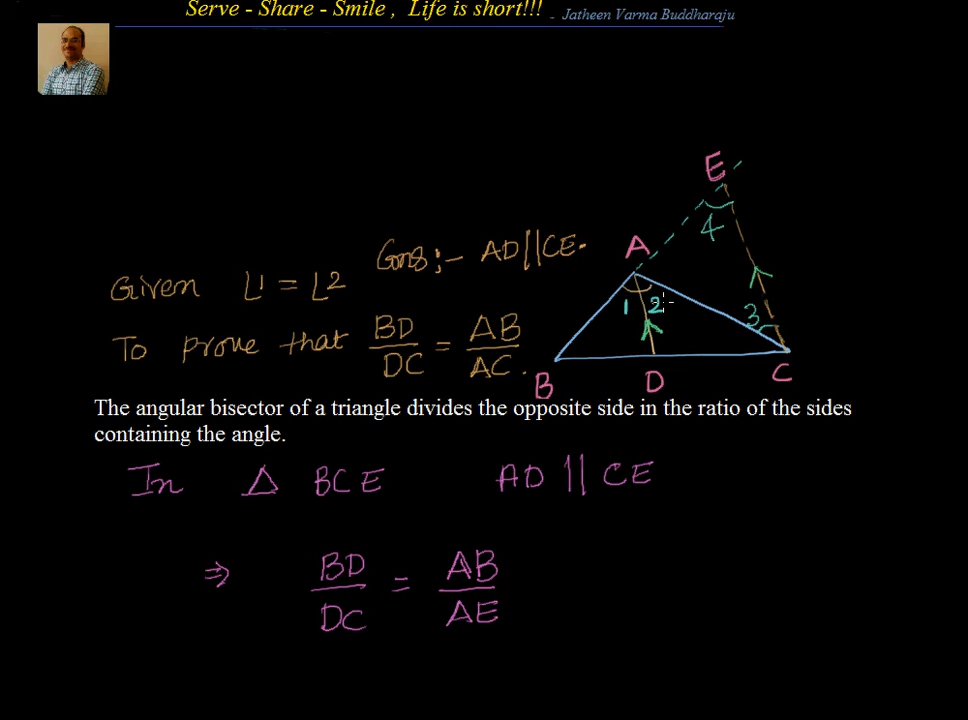 Serve - Share - Smile , Life is short!!! - Jatheen Varma Buddharaju
E
4
A
Cons :- AD||CE.
Given ∠1 = ∠2
1 2
3
To prove that BD/DC = AB/AC.
B D C
The angular bisector of a triangle divides the opposite side in the ratio of the sides
containing the angle.
In Δ BCE AD || CE
⇒ BD/DC = AB/AE